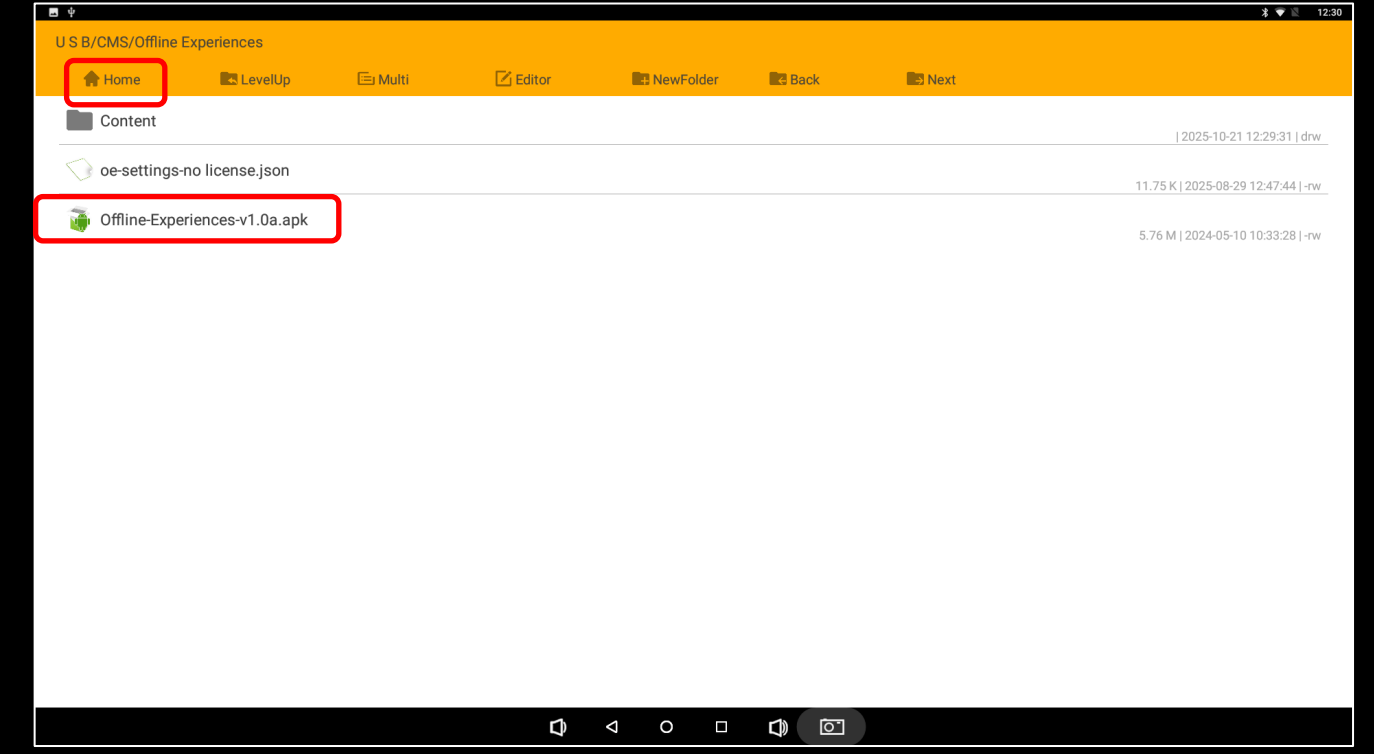 12:30
U S B/CMS/Offline Experiences
Home LevelUp Multi Editor NewFolder Back Next
Content
| 2025-10-21 12:29:31 | drw
oe-settings-no license.json
11.75 K | 2025-08-29 12:47:44 | -rw
Offline-Experiences-v1.0a.apk
5.76 M | 2024-05-10 10:33:28 | -rw